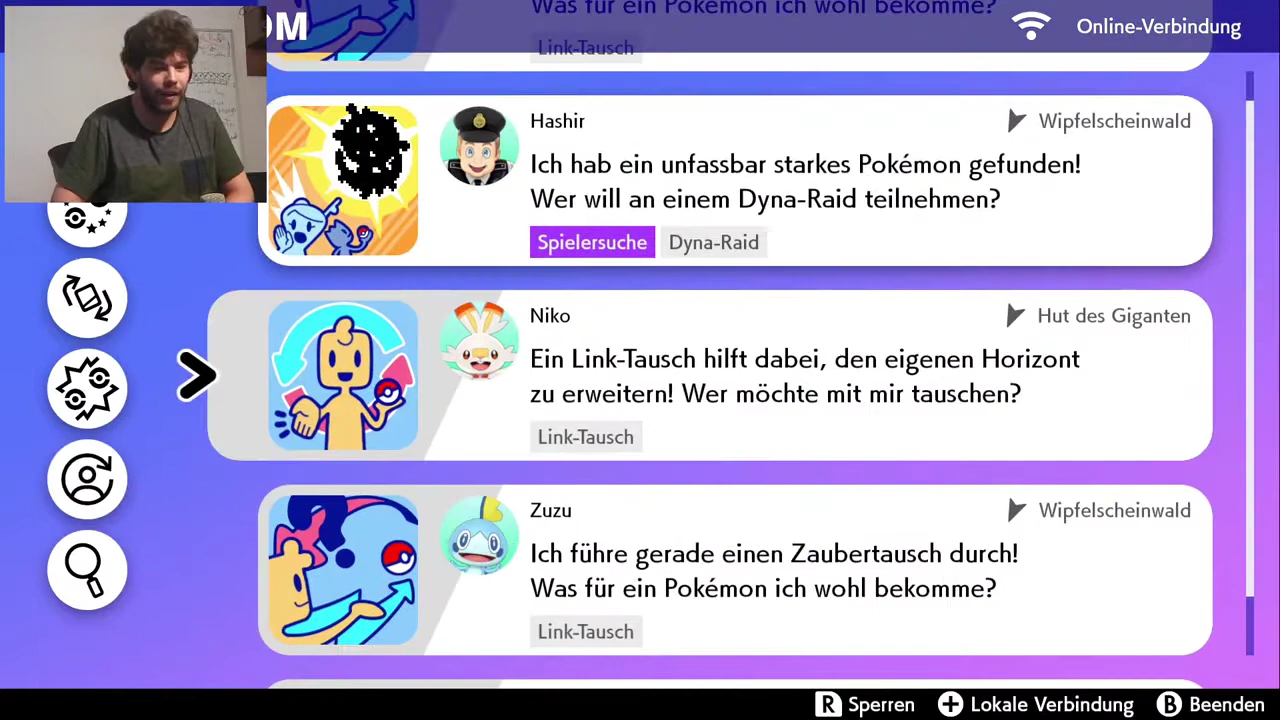 OM
Was für ein Pokémon ich wohl bekomme?
Link-Tausch
Online-Verbindung
Hashir
Wipfelscheinwald
Ich hab ein unfassbar starkes Pokémon gefunden!
Wer will an einem Dyna-Raid teilnehmen?
Spielersuche Dyna-Raid
Niko
Hut des Giganten
Ein Link-Tausch hilft dabei, den eigenen Horizont
zu erweitern! Wer möchte mit mir tauschen?
Link-Tausch
Zuzu
Wipfelscheinwald
Ich führe gerade einen Zaubertausch durch!
Was für ein Pokémon ich wohl bekomme?
Link-Tausch
R Sperren + Lokale Verbindung B Beenden